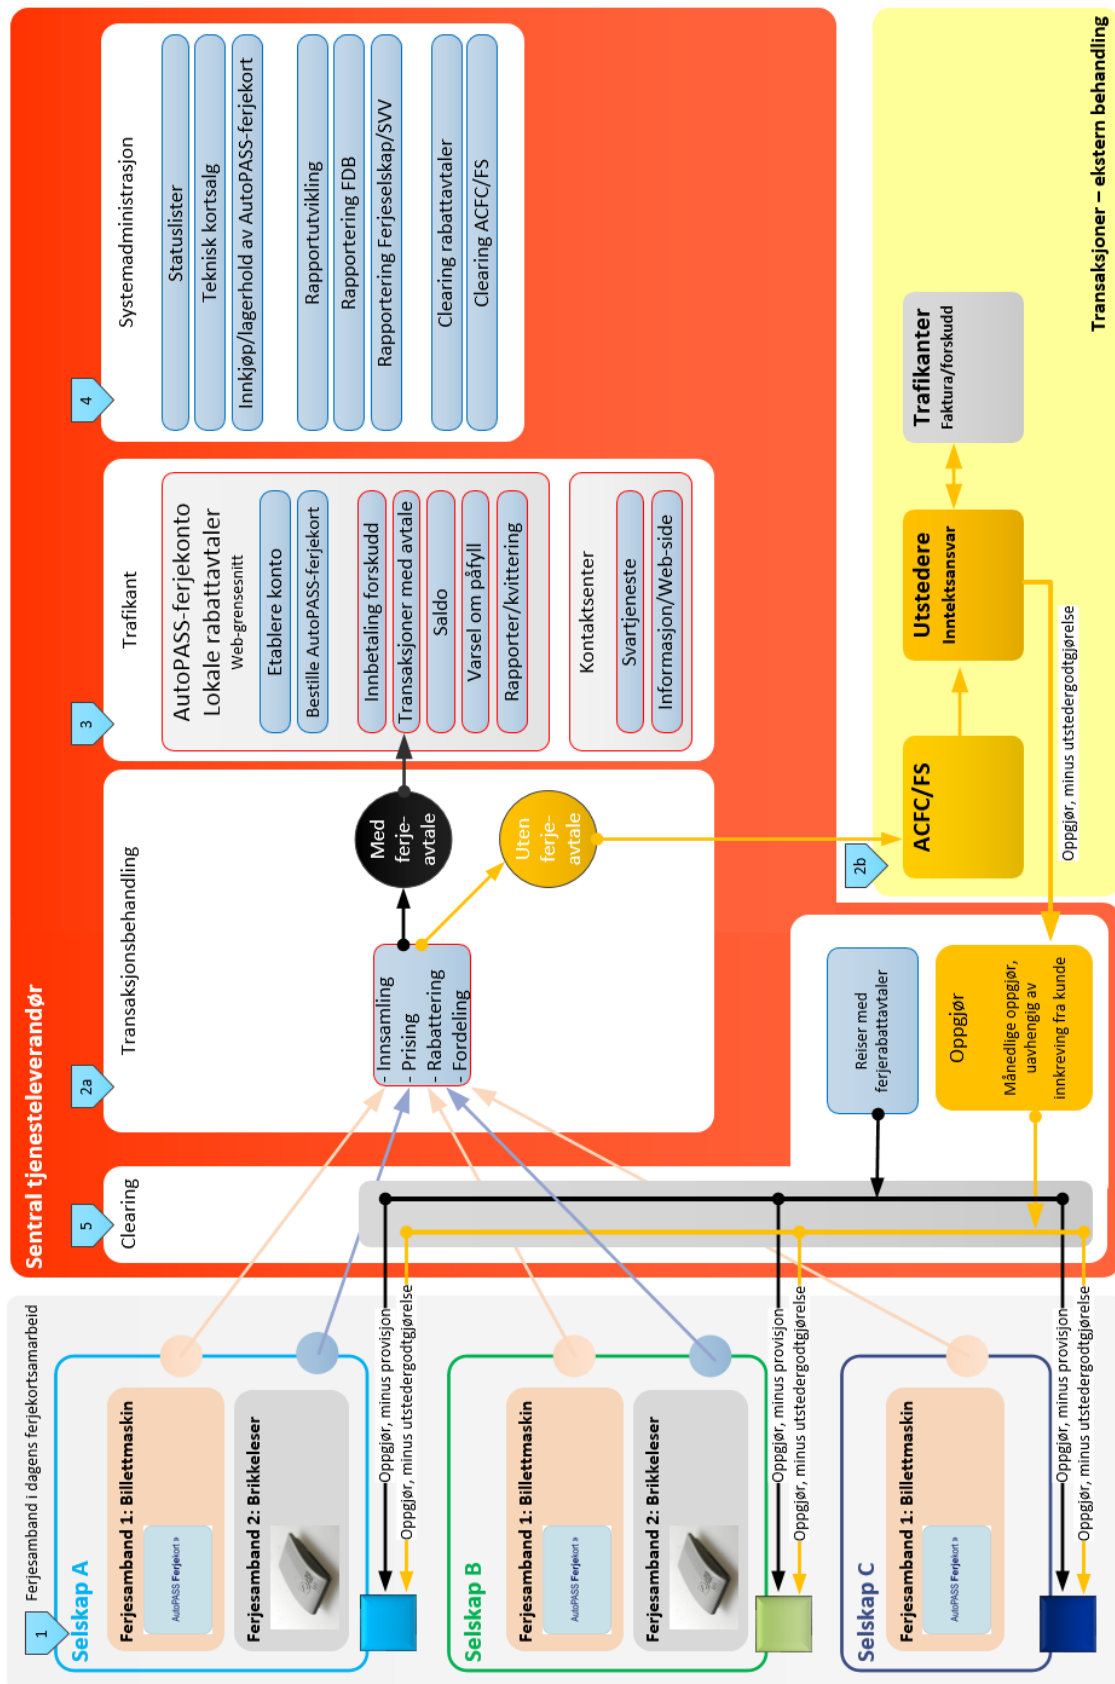 1
Ferjesamband i dagens ferjekortsamarbeid
Selskap A
Ferjesamband 1: Billettmaskin
AutoPASS Ferjekort »
Ferjesamband 2: Brikkeleser
Oppgjør, minus provisjon
Oppgjør, minus utstedergodtgjørelse
Selskap B
Ferjesamband 1: Billettmaskin
AutoPASS Ferjekort »
Ferjesamband 2: Brikkeleser
Oppgjør, minus provisjon
Oppgjør, minus utstedergodtgjørelse
Selskap C
Ferjesamband 1: Billettmaskin
AutoPASS Ferjekort »
Oppgjør, minus provisjon
Oppgjør, minus utstedergodtgjørelse
Sentral tjenesteleverandør
5
Clearing
Reiser med
ferjerabattavtaler
Oppgjør
Månedlige oppgjør,
uavhengig av
innkreving fra kunde
2a
Transaksjonsbehandling
- Innsamling
- Prising
- Rabattering
- Fordeling
Med
ferje-
avtale
Uten
ferje-
avtale
3
Trafikant
AutoPASS-ferjekonto
Lokale rabattavtaler
Web-grensesnitt
Etablere konto
Bestille AutoPASS-ferjekort
Innbetaling forskudd
Transaksjoner med avtale
Saldo
Varsel om påfyll
Rapporter/kvittering
Kontaktsenter
Svartjeneste
Informasjon/Web-side
4
Systemadministrasjon
Statuslister
Teknisk kortsalg
Innkjøp/lagerhold av AutoPASS-ferjekort
Rapportutvikling
Rapportering FDB
Rapportering Ferjeselskap/SVV
Clearing rabattavtaler
Clearing ACFC/FS
2b
ACFC/FS
Utstedere
Inntektsansvar
Trafikanter
Faktura/forskudd
Oppgjør, minus utstedergodtgjørelse
Transaksjoner – ekstern behandling